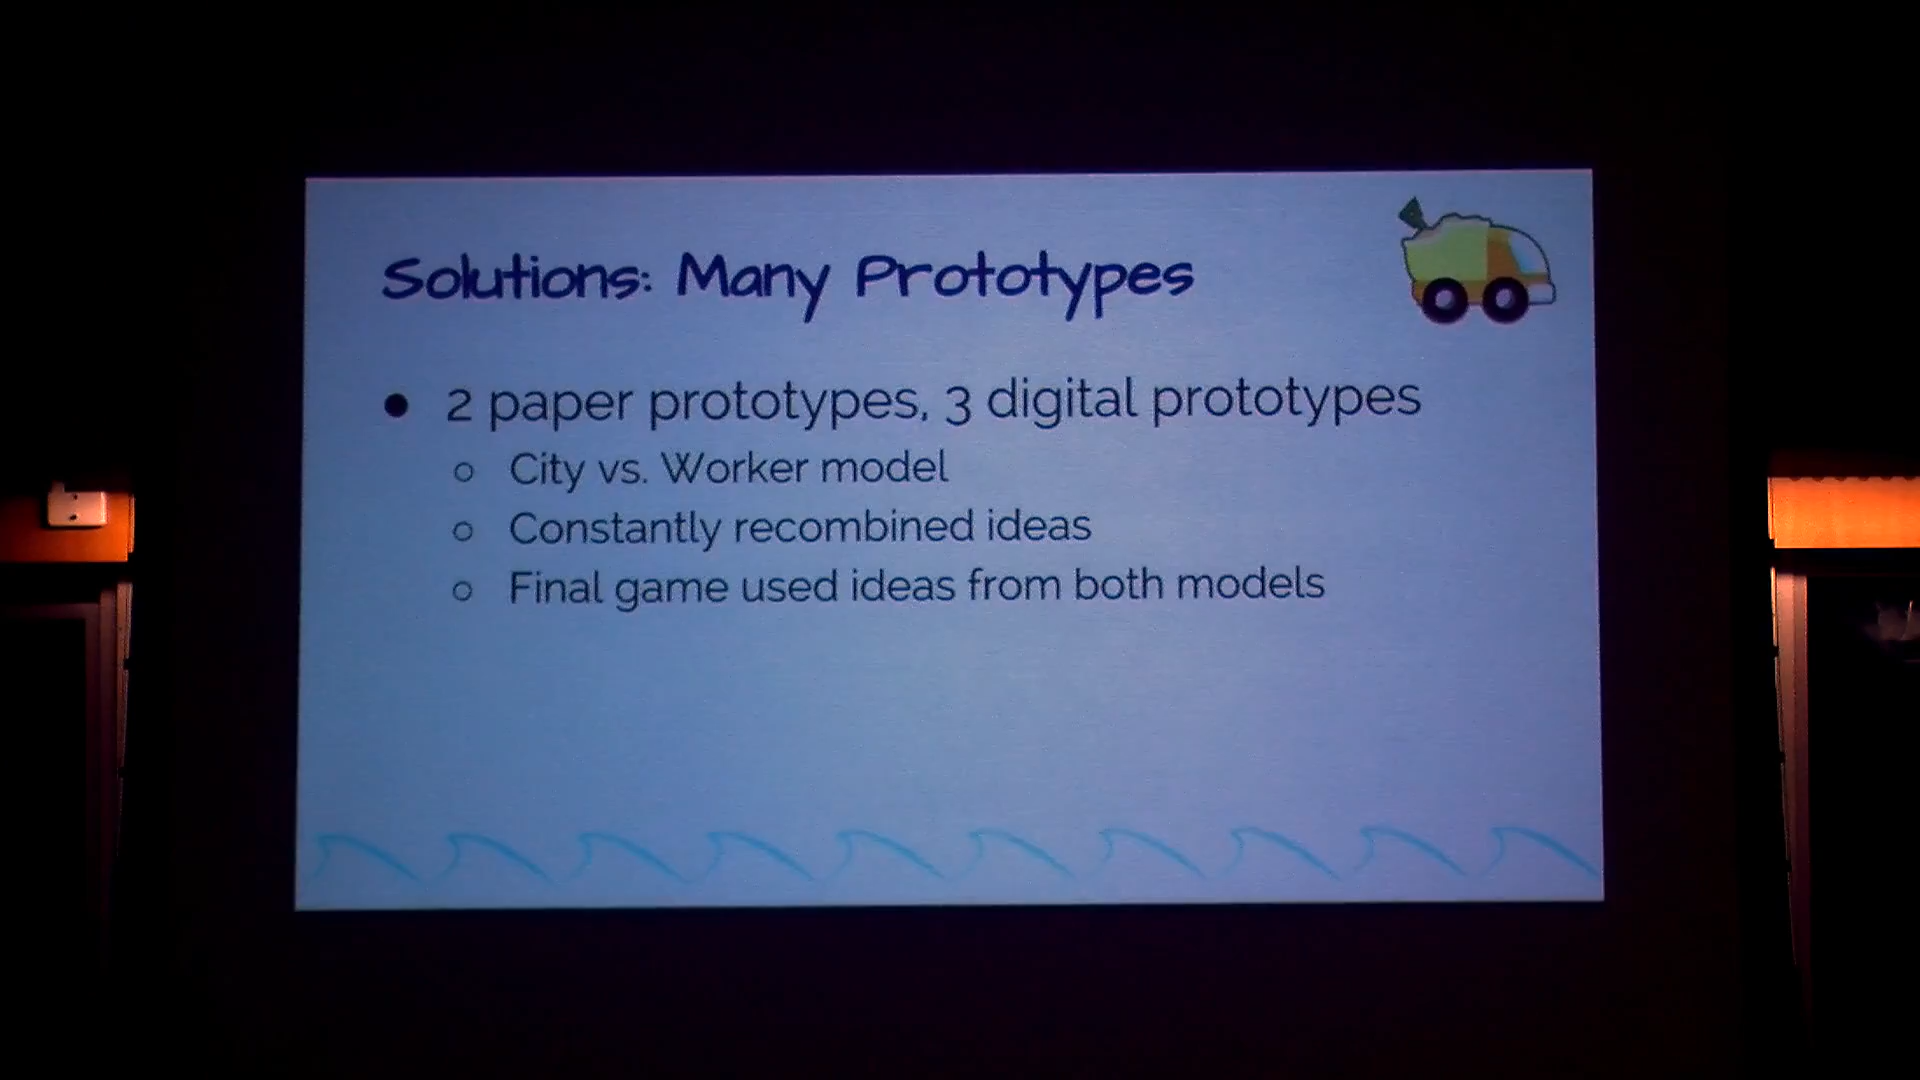 Solutions: Many Prototypes
● 2 paper prototypes, 3 digital prototypes
○ City vs. Worker model
○ Constantly recombined ideas
○ Final game used ideas from both models